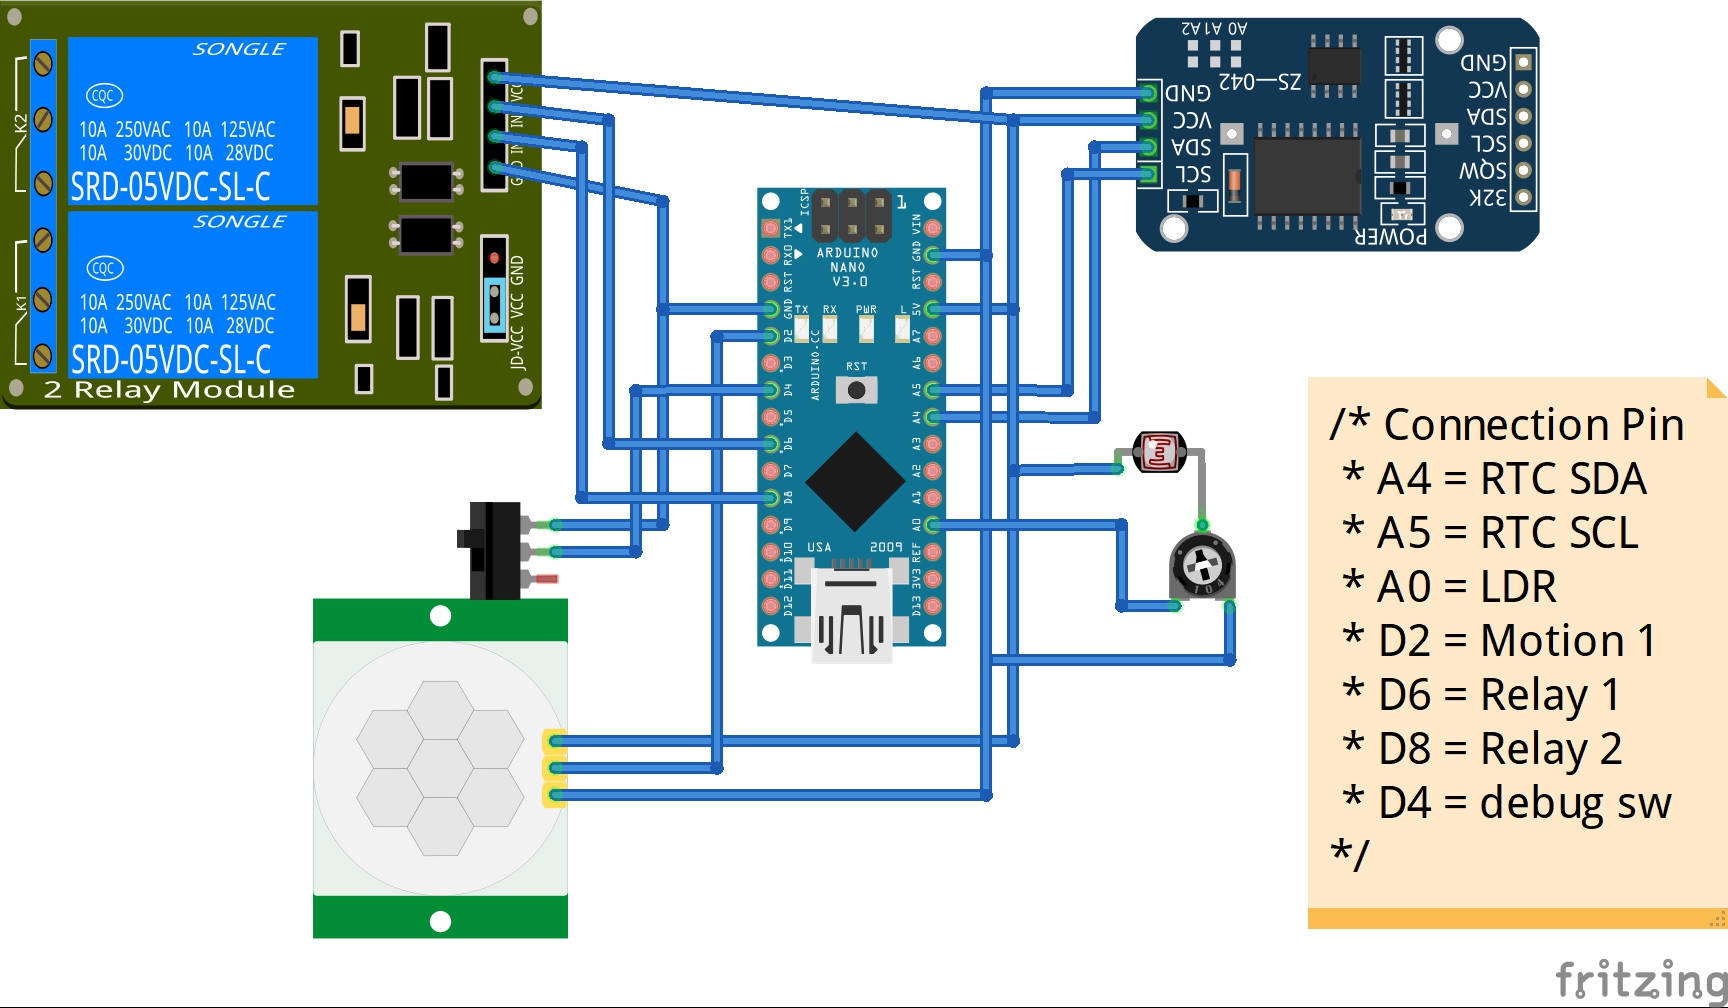 SONGLE
CQC
10A 250VAC 10A 125VAC
10A 30VDC 10A 28VDC
SRD-05VDC-SL-C
SONGLE
CQC
10A 250VAC 10A 125VAC
10A 30VDC 10A 28VDC
SRD-05VDC-SL-C
2 Relay Module
K2
K1
VCC
IN
IN
JD-VCC VCC GND
ICSP
1
ARDUINO
NANO
V3.0
TX RX PWR L
RST
ARDUINO.CC
USA 2009
TX1
RX0
RST
GND
D2
D3
D4
D5
D6
D7
D8
D9
D10
D11
D12
VIN
GND
RST
5V
A7
A6
A5
A4
A3
A2
A1
A0
REF
3V3
D13
A0 A1 A2
ZS-042
GND
VCC
SDA
SCL
GND
VCC
SDA
SCL
SQW
32K
POWER
104
/* Connection Pin
* A4 = RTC SDA
* A5 = RTC SCL
* A0 = LDR
* D2 = Motion 1
* D6 = Relay 1
* D8 = Relay 2
* D4 = debug sw
*/
fritzing